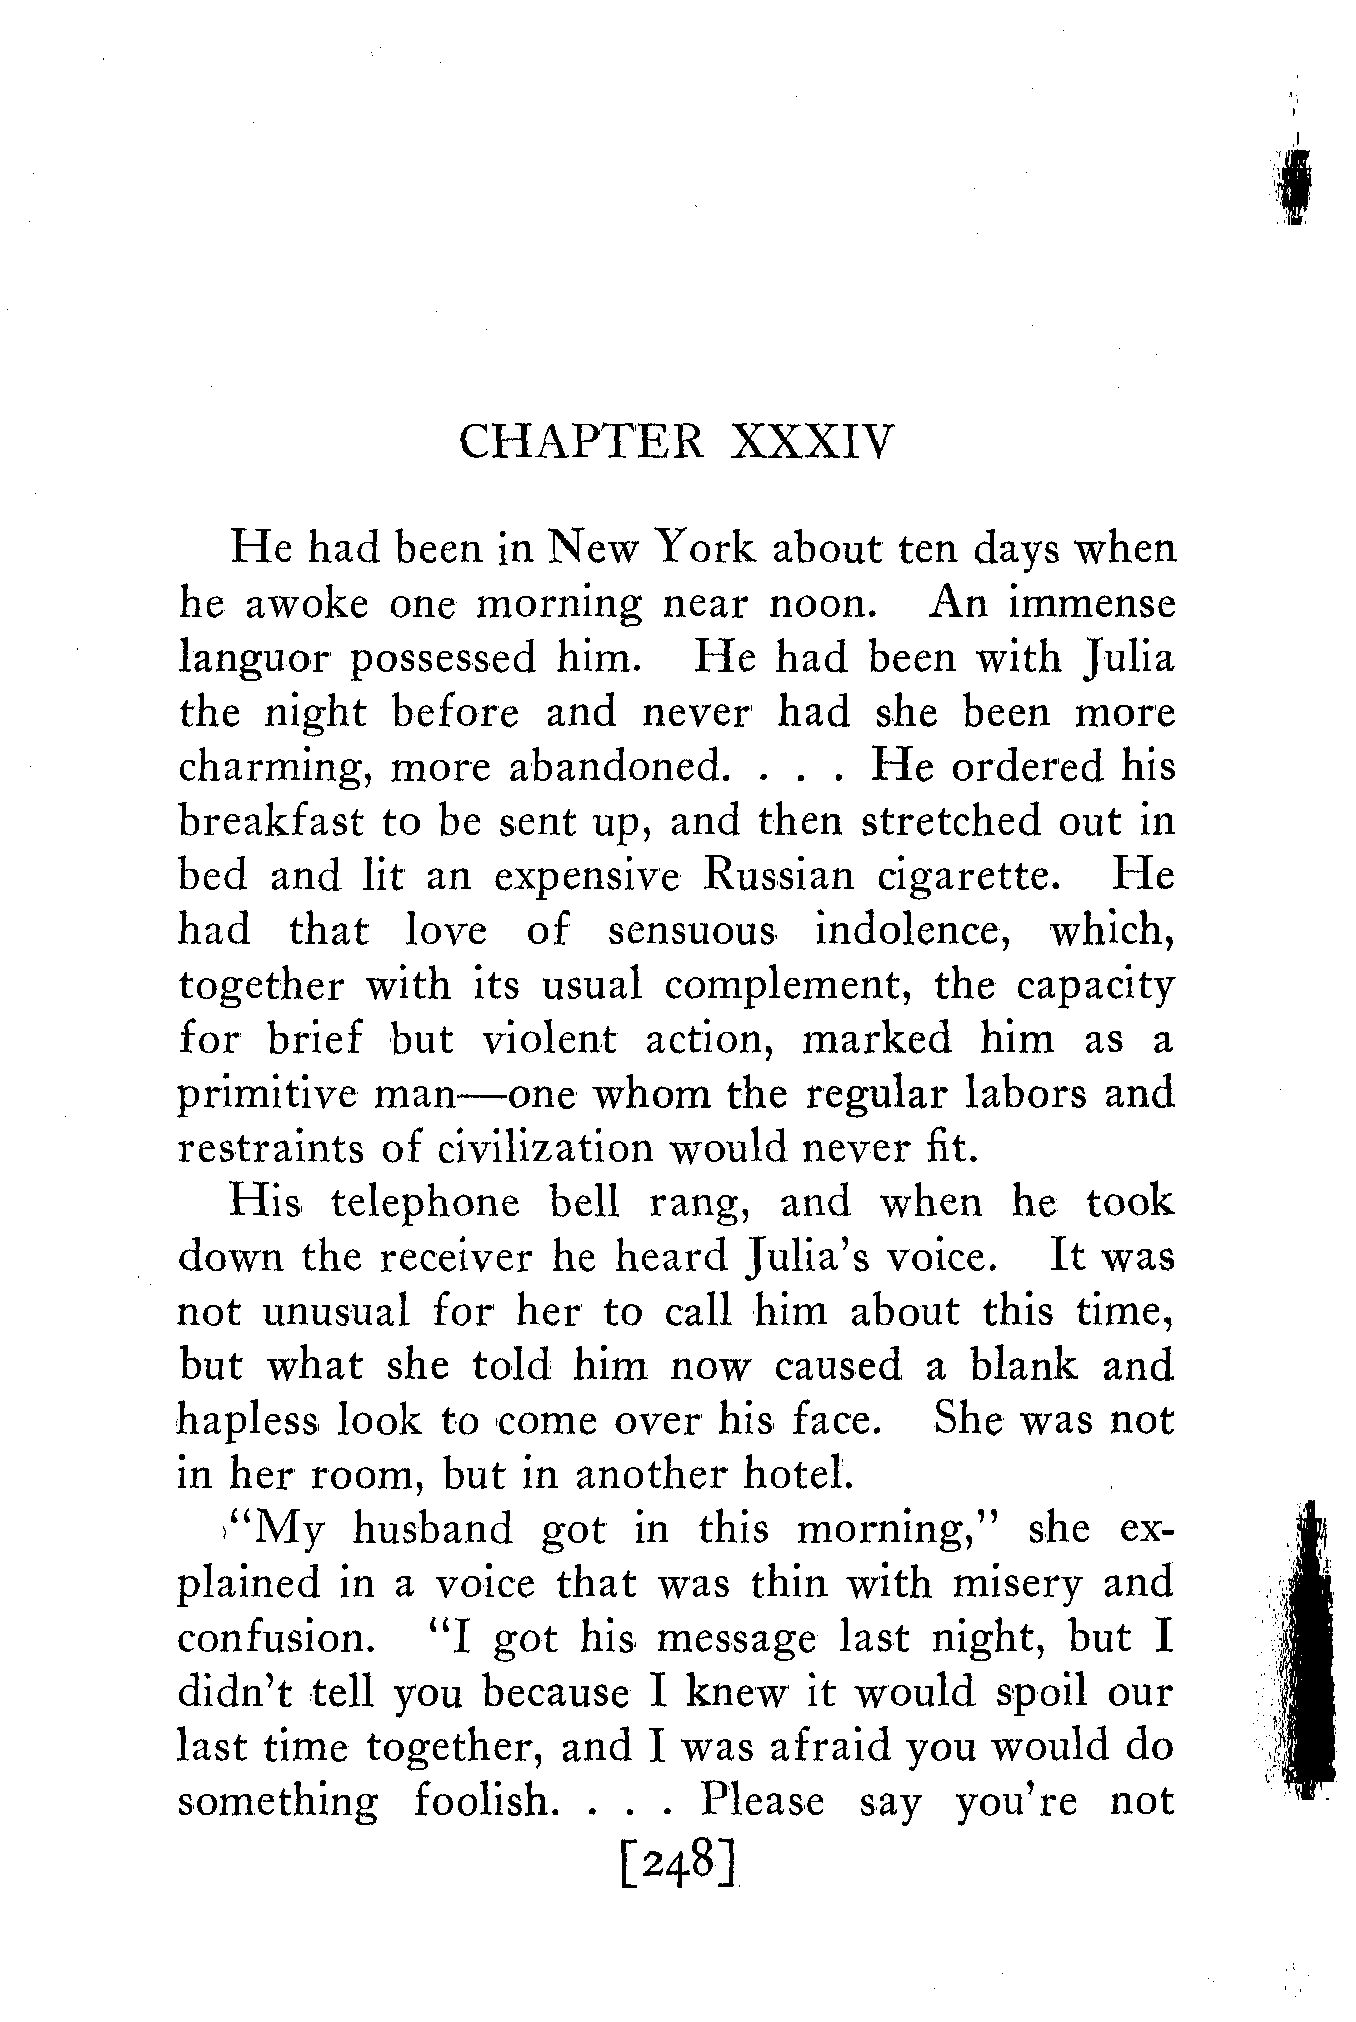 CHAPTER XXXIV
He had been in New York about ten days when
he awoke one morning near noon. An immense
languor possessed him. He had been with Julia
the night before and never had she been more
charming, more abandoned. . . . He ordered his
breakfast to be sent up, and then stretched out in
bed and lit an expensive Russian cigarette. He
had that love of sensuous indolence, which,
together with its usual complement, the capacity
for brief but violent action, marked him as a
primitive man—one whom the regular labors and
restraints of civilization would never fit.
His telephone bell rang, and when he took
down the receiver he heard Julia's voice. It was
not unusual for her to call him about this time,
but what she told him now caused a blank and
hapless look to come over his face. She was not
in her room, but in another hotel.
"My husband got in this morning," she ex-
plained in a voice that was thin with misery and
confusion. "I got his message last night, but I
didn't tell you because I knew it would spoil our
last time together, and I was afraid you would do
something foolish. . . . Please say you're not
[248]